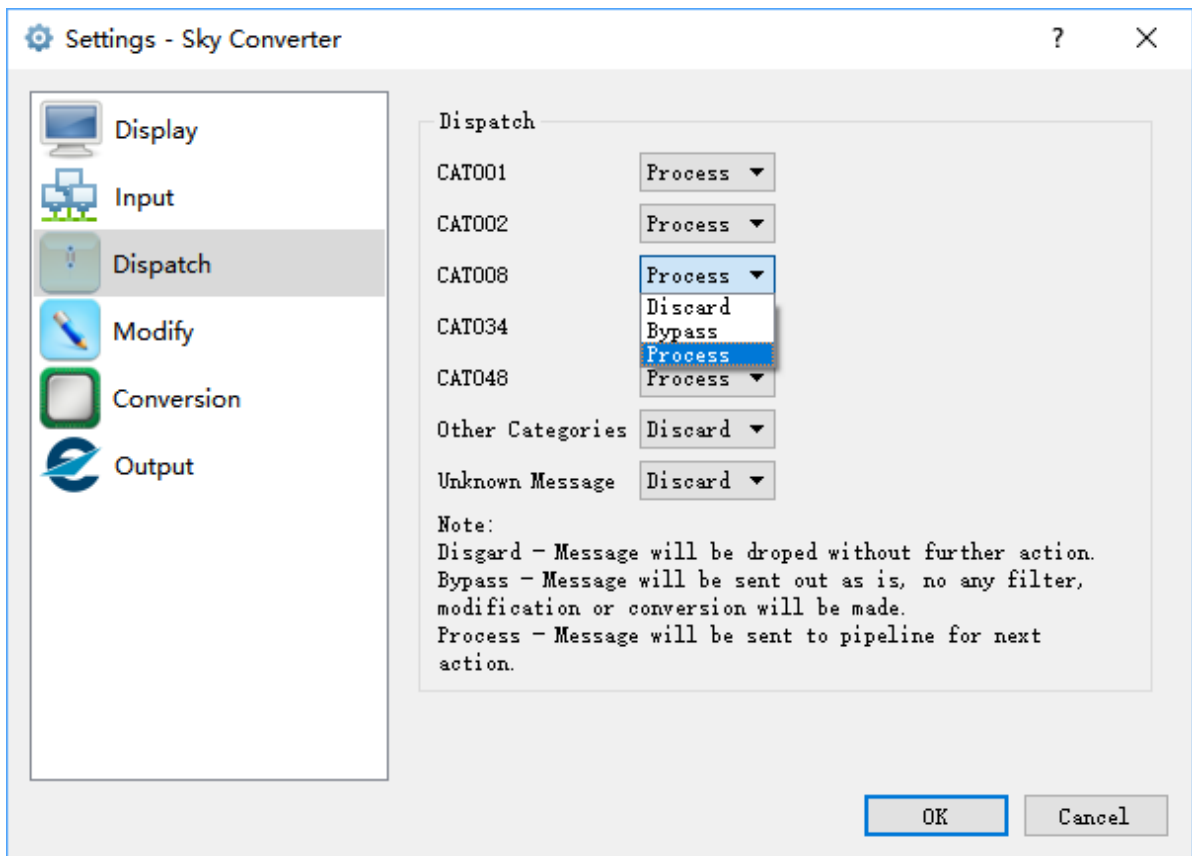 Settings - Sky Converter
?
Display
Input
Dispatch
Modify
Conversion
Output
Dispatch
CAT001 Process
CAT002 Process
CAT008 Process
Discard
Bypass
Process
CAT034
CAT048 Process
Other Categories Discard
Unknown Message Discard
Note:
Disgard - Message will be droped without further action.
Bypass - Message will be sent out as is, no any filter,
modification or conversion will be made.
Process - Message will be sent to pipeline for next
action.
OK Cancel